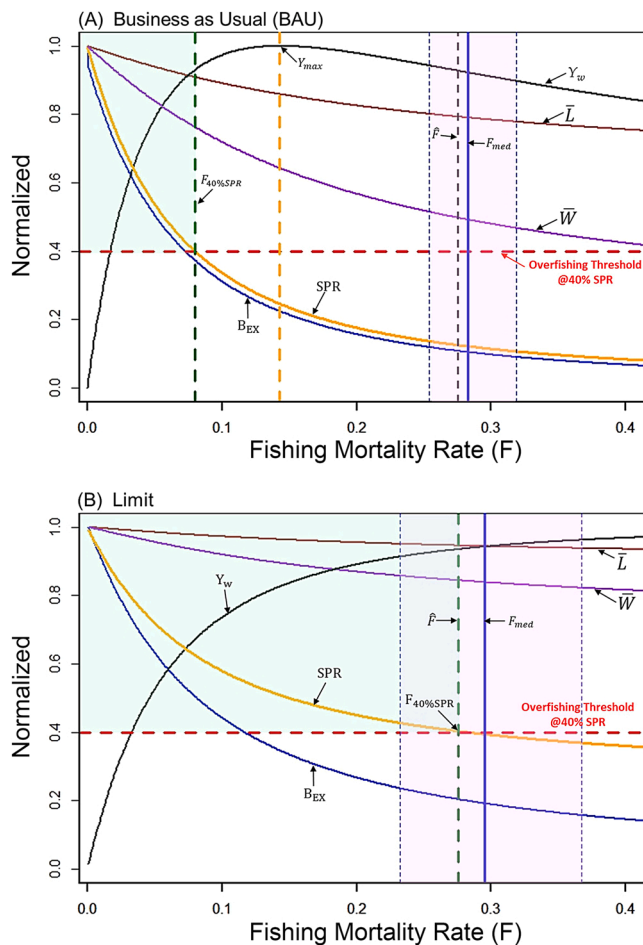 (A) Business as Usual (BAU)
Normalized
1.0
0.8
0.6
0.4
0.2
0.0
Y_max
Y_w
L̄
F̂
F_med
F_40%SPR
W̄
Overfishing Threshold
@40% SPR
SPR
B_EX
0.0
0.1
0.2
0.3
0.4
Fishing Mortality Rate (F)
(B) Limit
Normalized
1.0
0.8
0.6
0.4
0.2
0.0
L̄
Y_w
W̄
F̂
F_med
SPR
F_40%SPR
Overfishing Threshold
@40% SPR
B_EX
0.0
0.1
0.2
0.3
0.4
Fishing Mortality Rate (F)